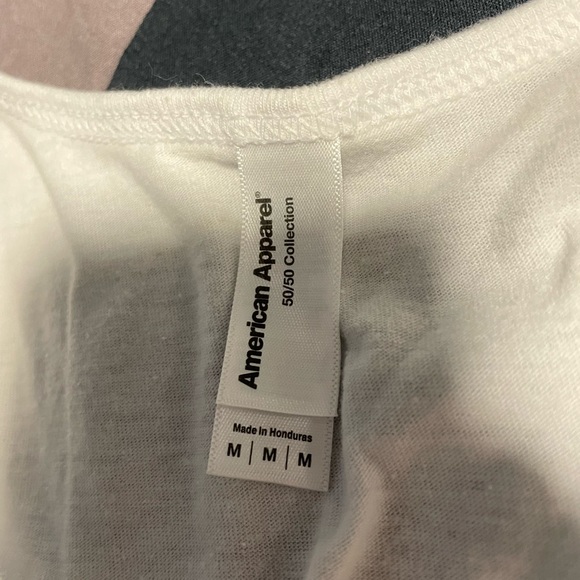 American Apparel®
50/50 Collection
Made in Honduras
M | M | M